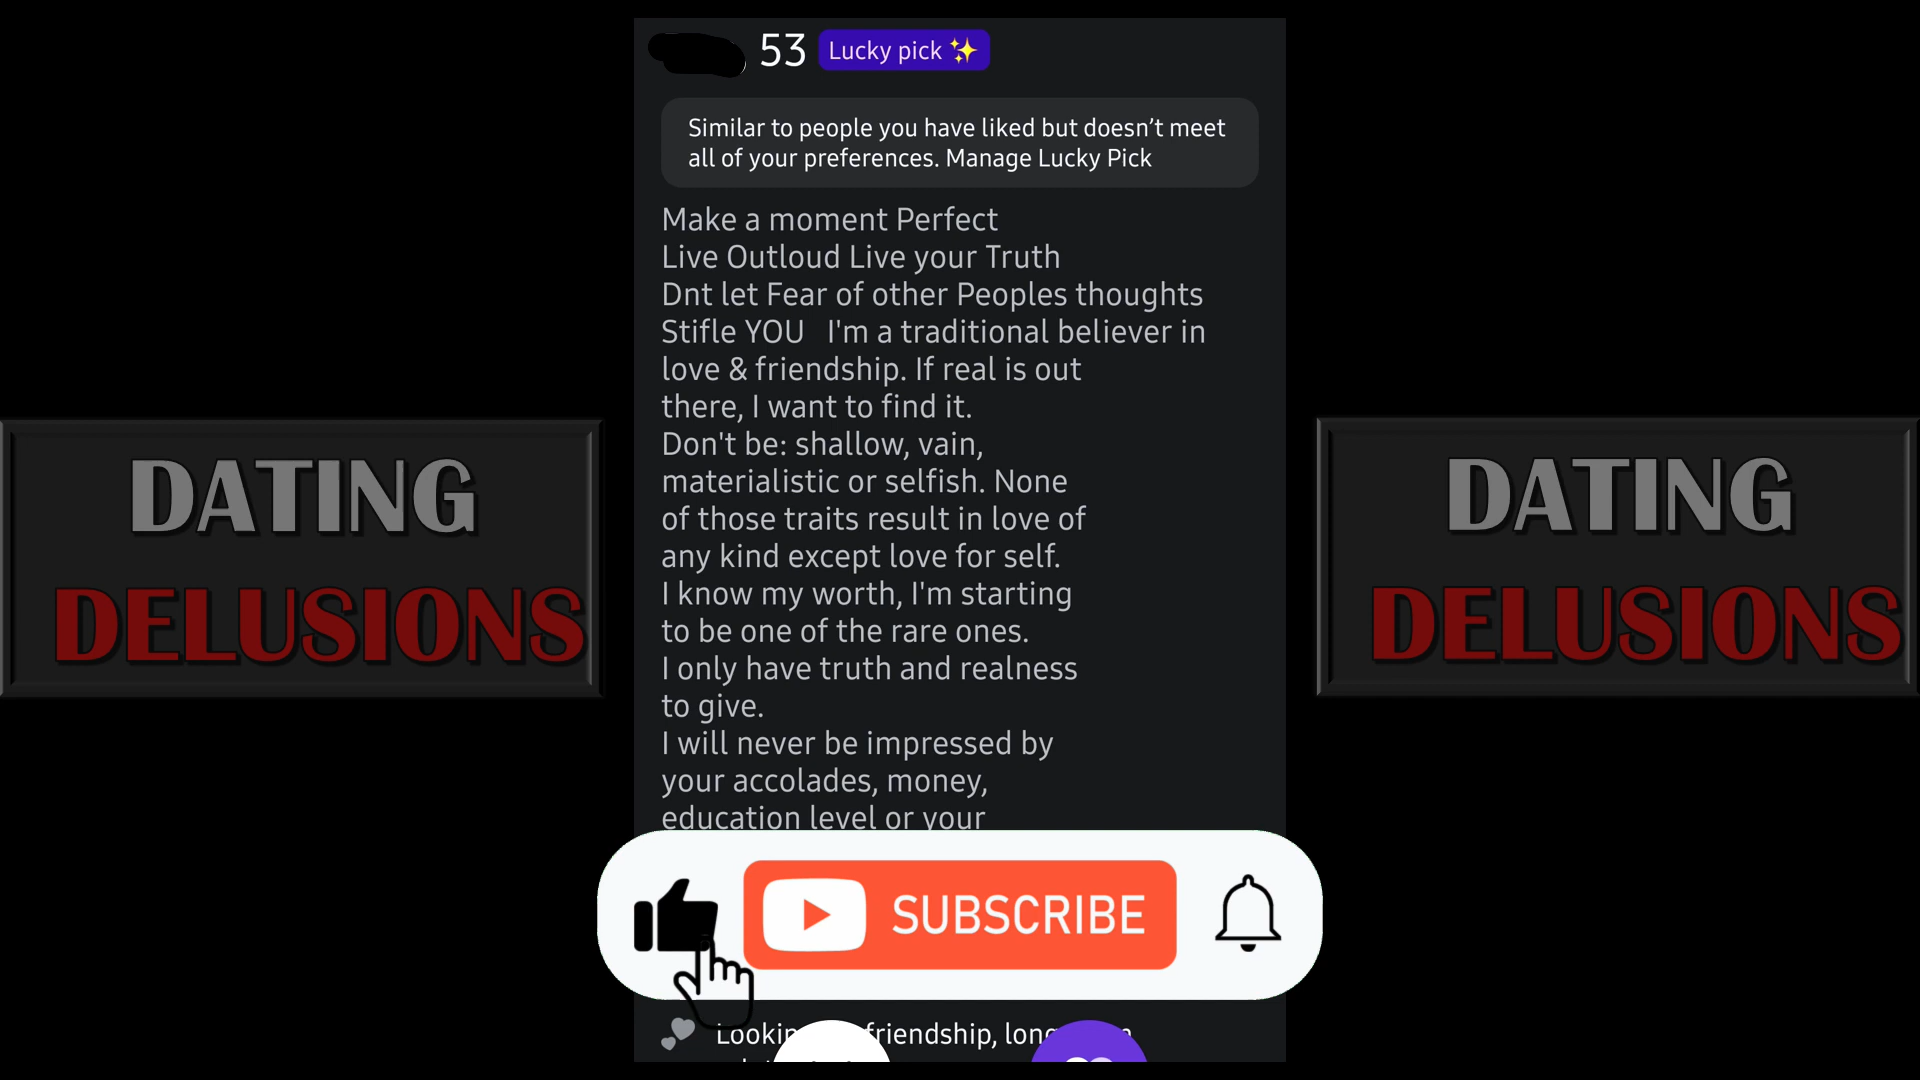 53 Lucky pick ✨
Similar to people you have liked but doesn’t meet
all of your preferences. Manage Lucky Pick
Make a moment Perfect
Live Outloud Live your Truth
Dnt let Fear of other Peoples thoughts
Stifle YOU I'm a traditional believer in
love & friendship. If real is out
there, I want to find it.
Don't be: shallow, vain,
materialistic or selfish. None
of those traits result in love of
any kind except love for self.
I know my worth, I'm starting
to be one of the rare ones.
I only have truth and realness
to give.
I will never be impressed by
your accolades, money,
education level or your
DATING
DELUSIONS
DATING
DELUSIONS
SUBSCRIBE
friendship,